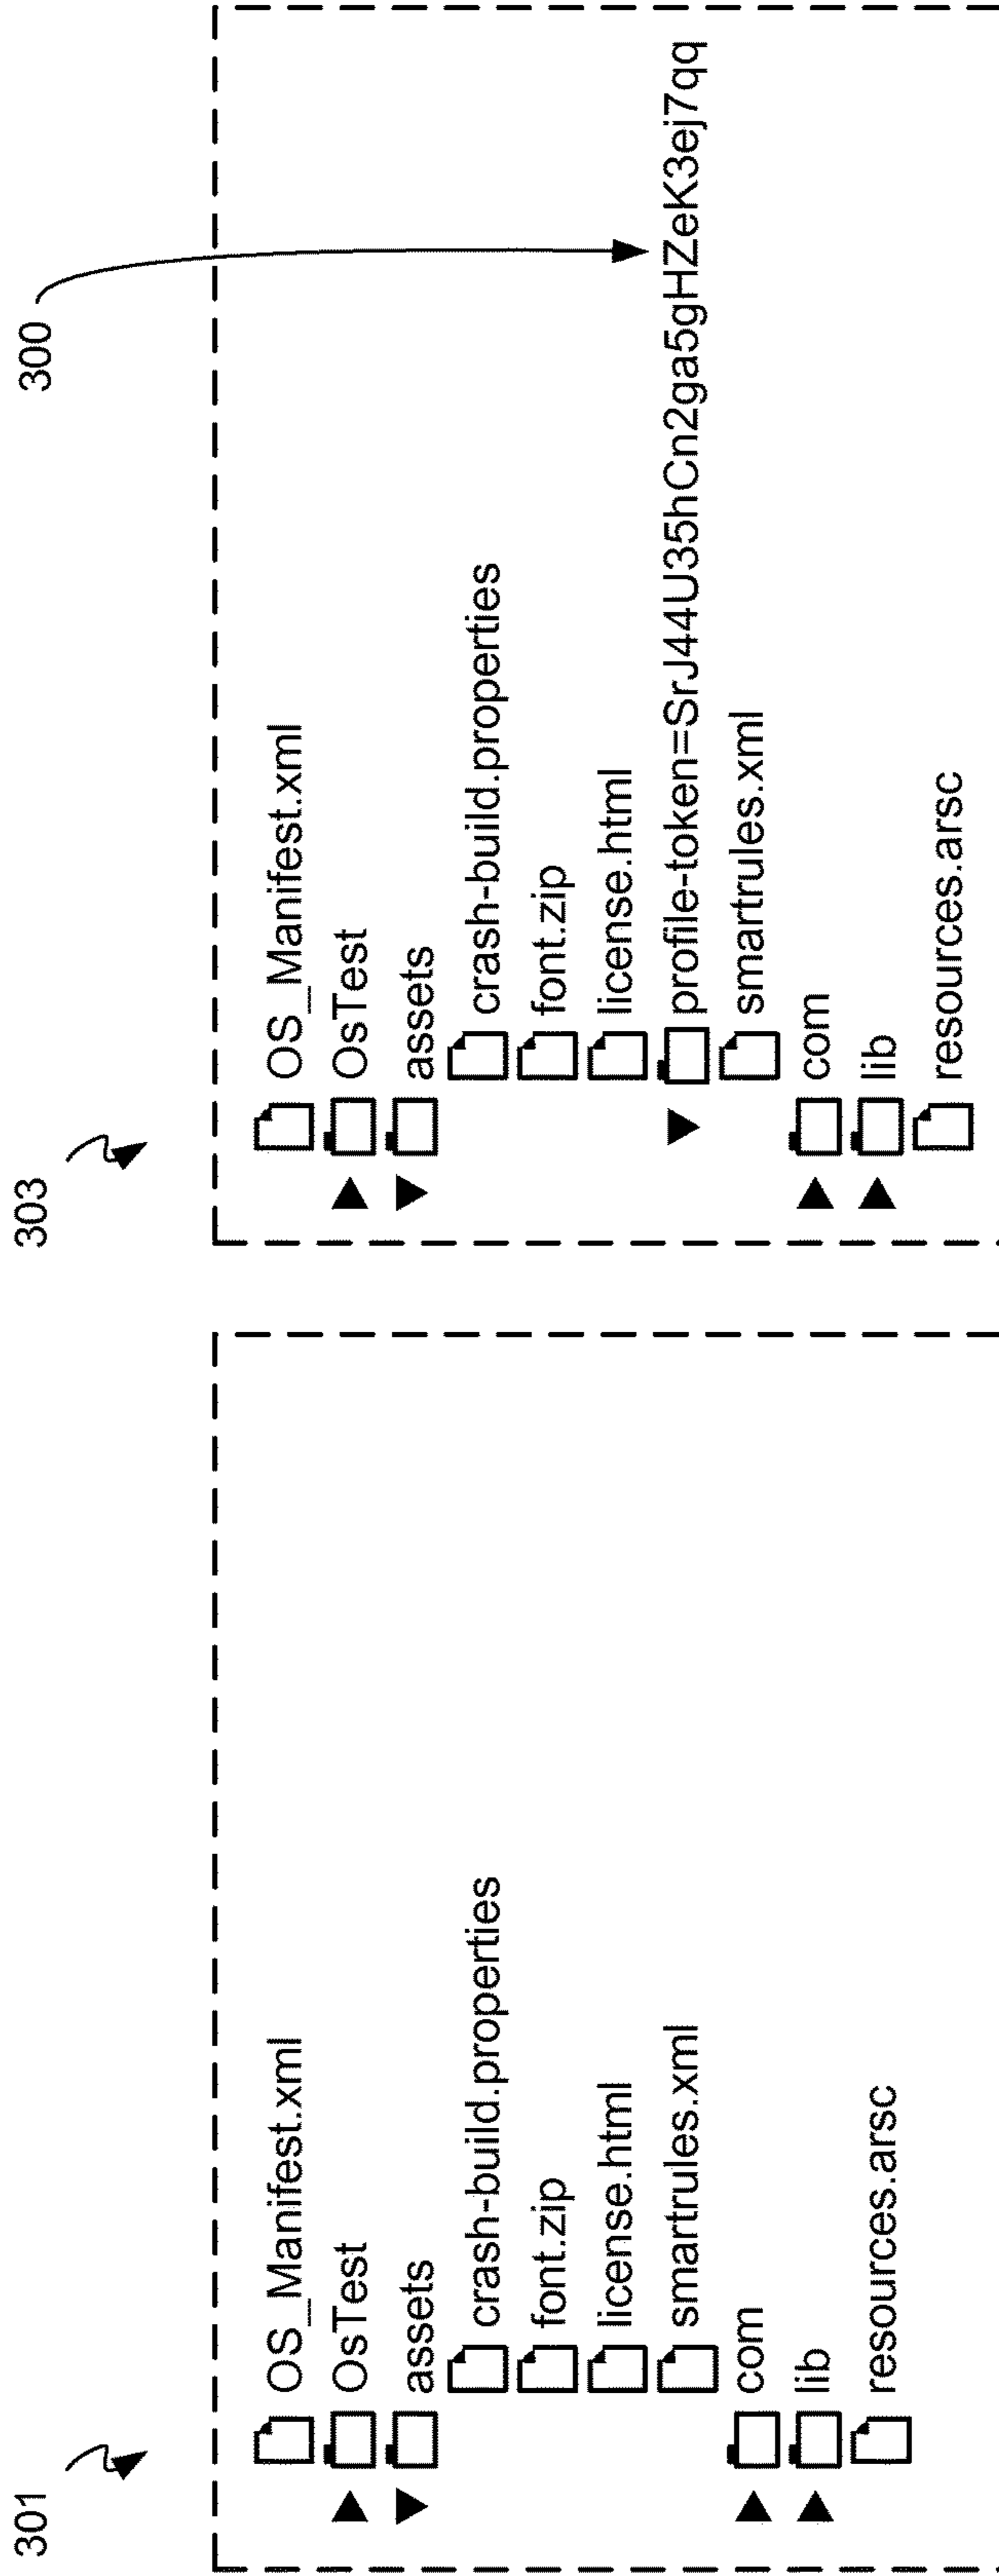 301
OS_Manifest.xml
OsTest
assets
crash-build.properties
font.zip
license.html
smartrules.xml
com
lib
resources.arsc
303
300
OS_Manifest.xml
OsTest
assets
crash-build.properties
font.zip
license.html
profile-token=SrJ44U35hCn2ga5gHZeK3ej7qq
smartrules.xml
com
lib
resources.arsc